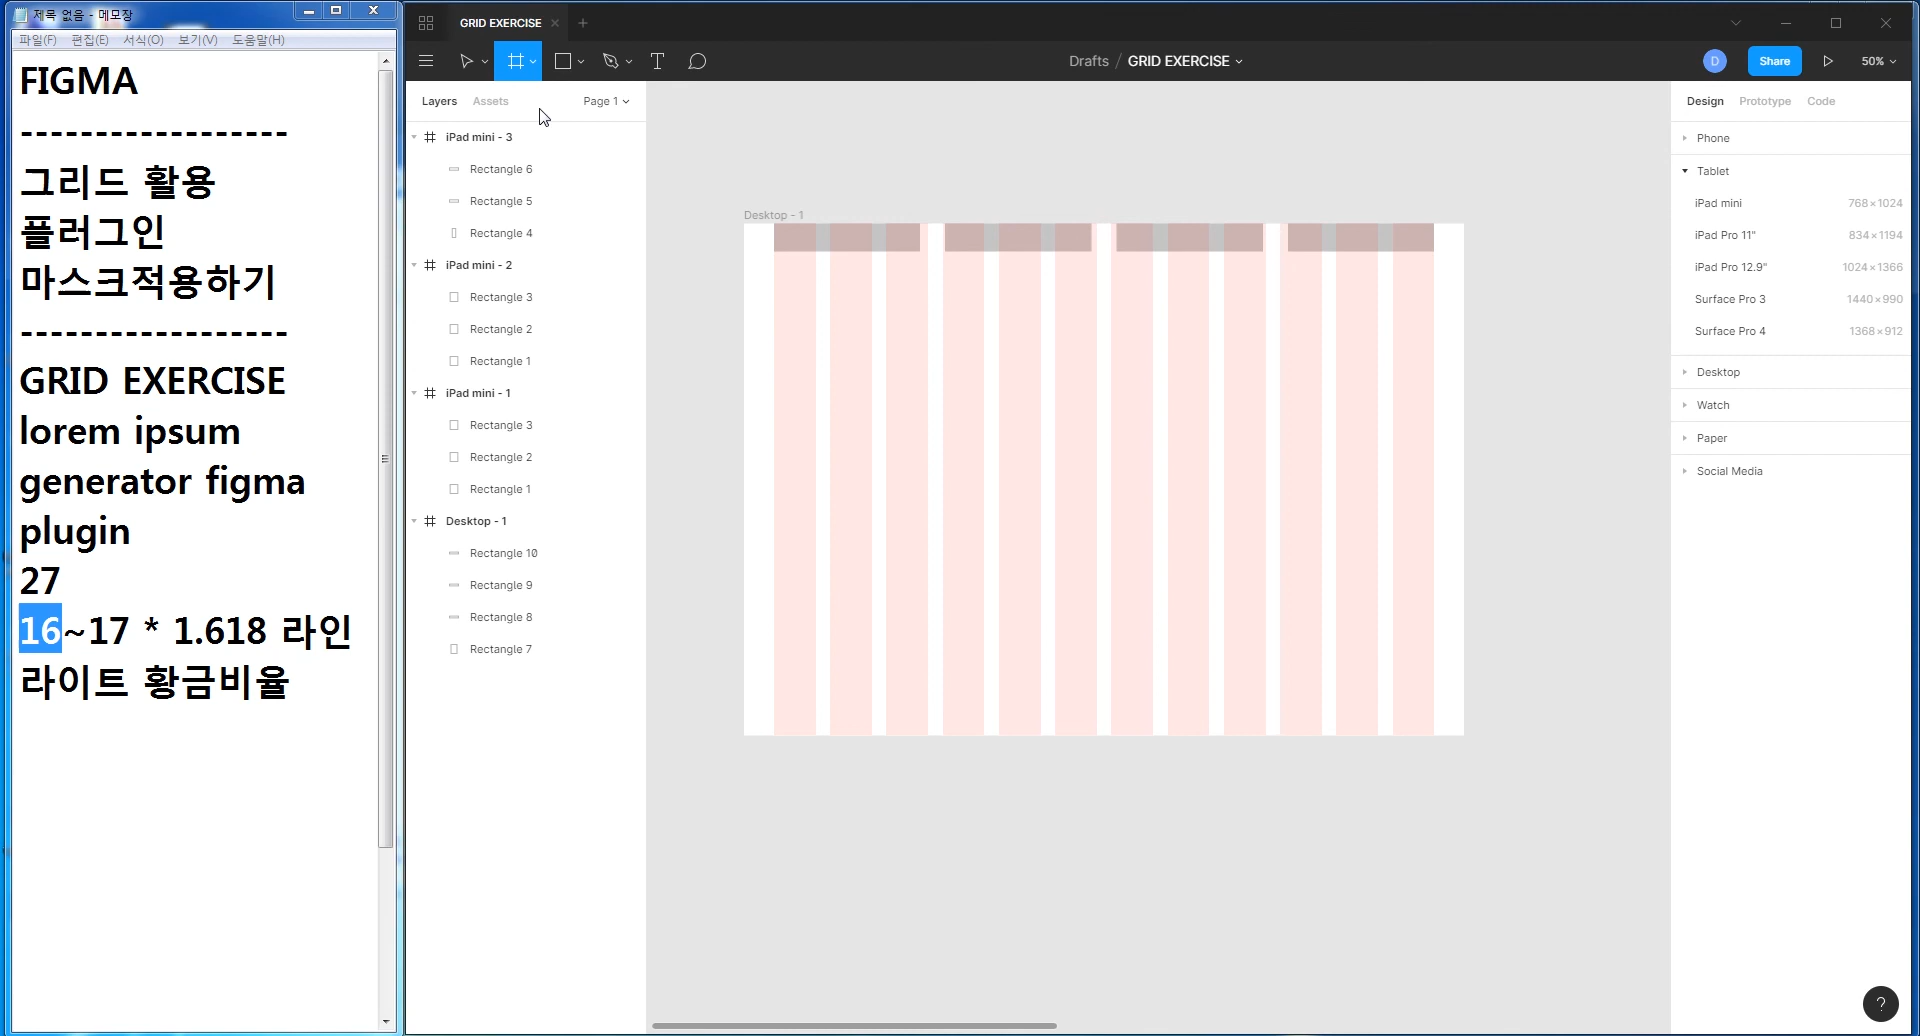 제목 없음 - 메모장
파일(F) 편집(E) 서식(O) 보기(V) 도움말(H)
FIGMA
------------------
그리드 활용
플러그인
마스크적용하기
------------------
GRID EXERCISE
lorem ipsum
generator figma
plugin
27
16~17 * 1.618 라인
라이트 황금비율
GRID EXERCISE
Drafts / GRID EXERCISE
D
Share
50%
Layers Assets Page 1
iPad mini - 3
Rectangle 6
Rectangle 5
Rectangle 4
iPad mini - 2
Rectangle 3
Rectangle 2
Rectangle 1
iPad mini - 1
Rectangle 3
Rectangle 2
Rectangle 1
Desktop - 1
Rectangle 10
Rectangle 9
Rectangle 8
Rectangle 7
Desktop - 1
Design Prototype Code
Phone
Tablet
iPad mini 768×1024
iPad Pro 11" 834×1194
iPad Pro 12.9" 1024×1366
Surface Pro 3 1440×990
Surface Pro 4 1368×912
Desktop
Watch
Paper
Social Media
?